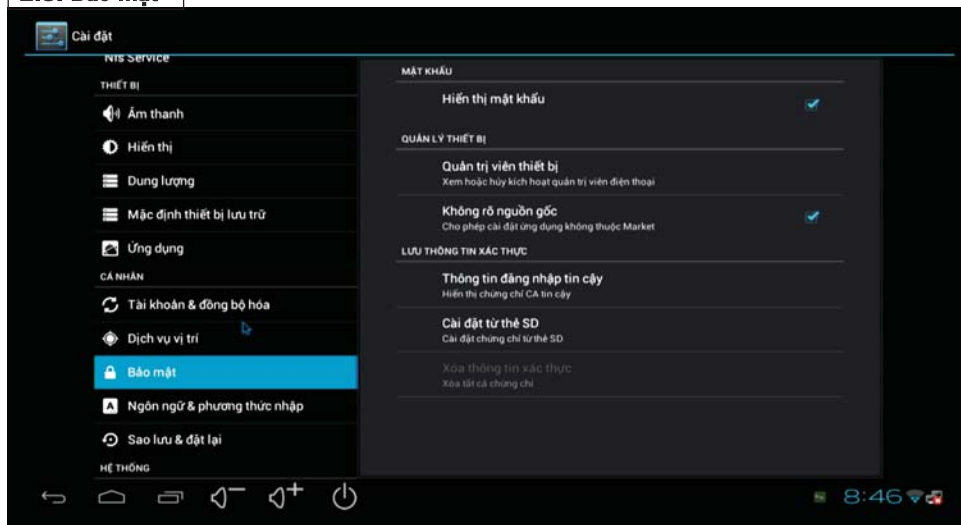 Cài đặt
Nfs Service
THIẾT BỊ
Âm thanh
Hiển thị
Dung lượng
Mặc định thiết bị lưu trữ
Ứng dụng
CÁ NHÂN
Tài khoản & đồng bộ hóa
Dịch vụ vị trí
Bảo mật
A Ngôn ngữ & phương thức nhập
Sao lưu & đặt lại
HỆ THỐNG
MẬT KHẨU
Hiển thị mật khẩu
QUẢN LÝ THIẾT BỊ
Quản trị viên thiết bị
Xem hoặc hủy kích hoạt quản trị viên điện thoại
Không rõ nguồn gốc
Cho phép cài đặt ứng dụng không thuộc Market
LƯU THÔNG TIN XÁC THỰC
Thông tin đăng nhập tin cậy
Hiển thị chứng chỉ CA tin cậy
Cài đặt từ thẻ SD
Cài đặt chứng chỉ từ thẻ SD
Xóa thông tin xác thực
Xóa tất cả chứng chỉ
8:46